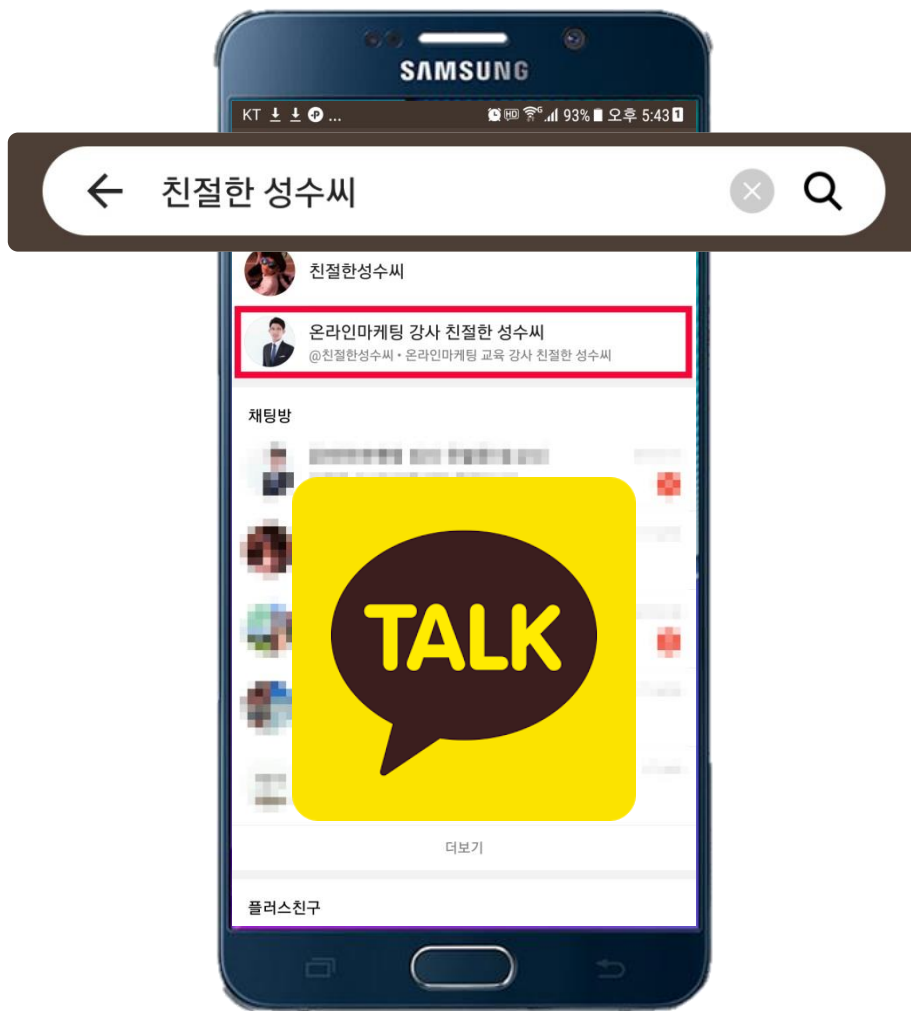 SAMSUNG
KT ... HD 6 93% 오후 5:43 1
친절한 성수씨
친절한성수씨
온라인마케팅 강사 친절한 성수씨
@친절한성수씨 • 온라인마케팅 교육 강사 친절한 성수씨
채팅방
TALK
더보기
플러스친구